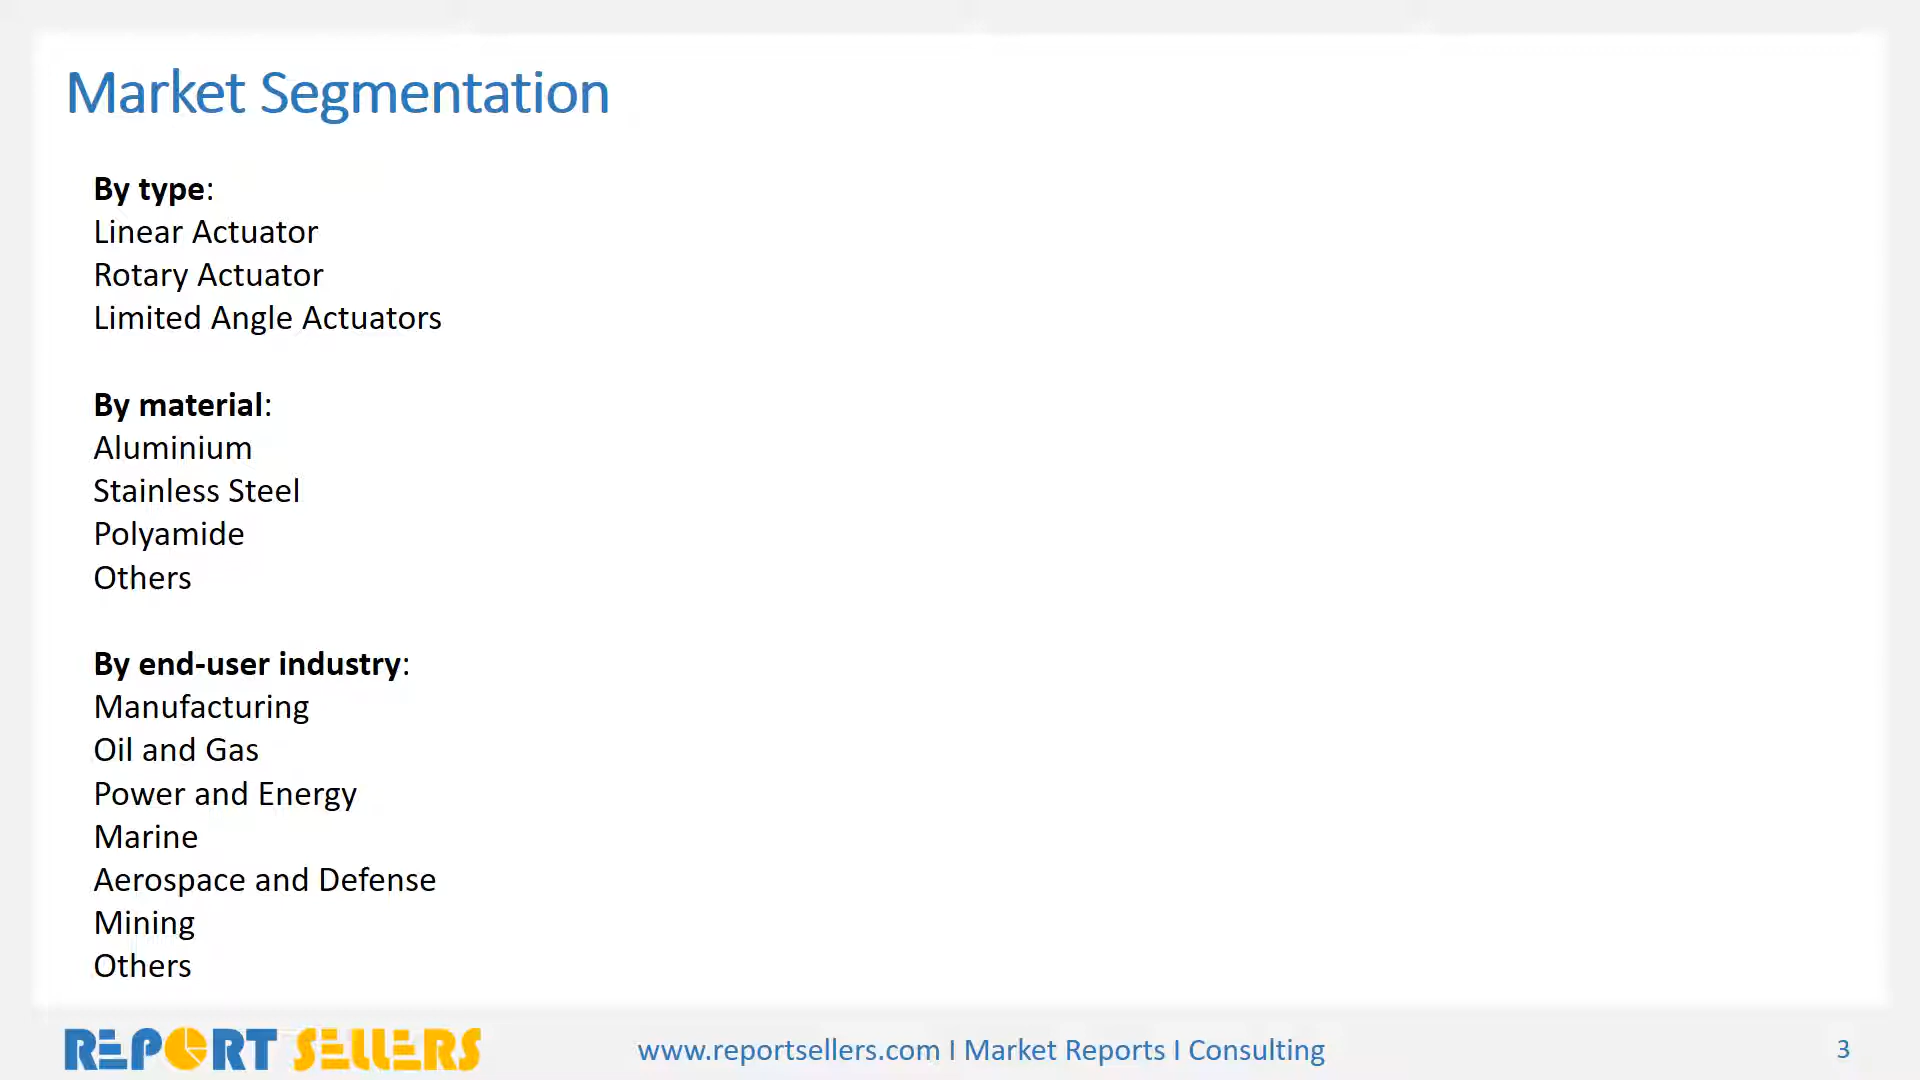 Market Segmentation
By type:
Linear Actuator
Rotary Actuator
Limited Angle Actuators
By material:
Aluminium
Stainless Steel
Polyamide
Others
By end-user industry:
Manufacturing
Oil and Gas
Power and Energy
Marine
Aerospace and Defense
Mining
Others
REPORT SELLERS
www.reportsellers.com I Market Reports I Consulting
3